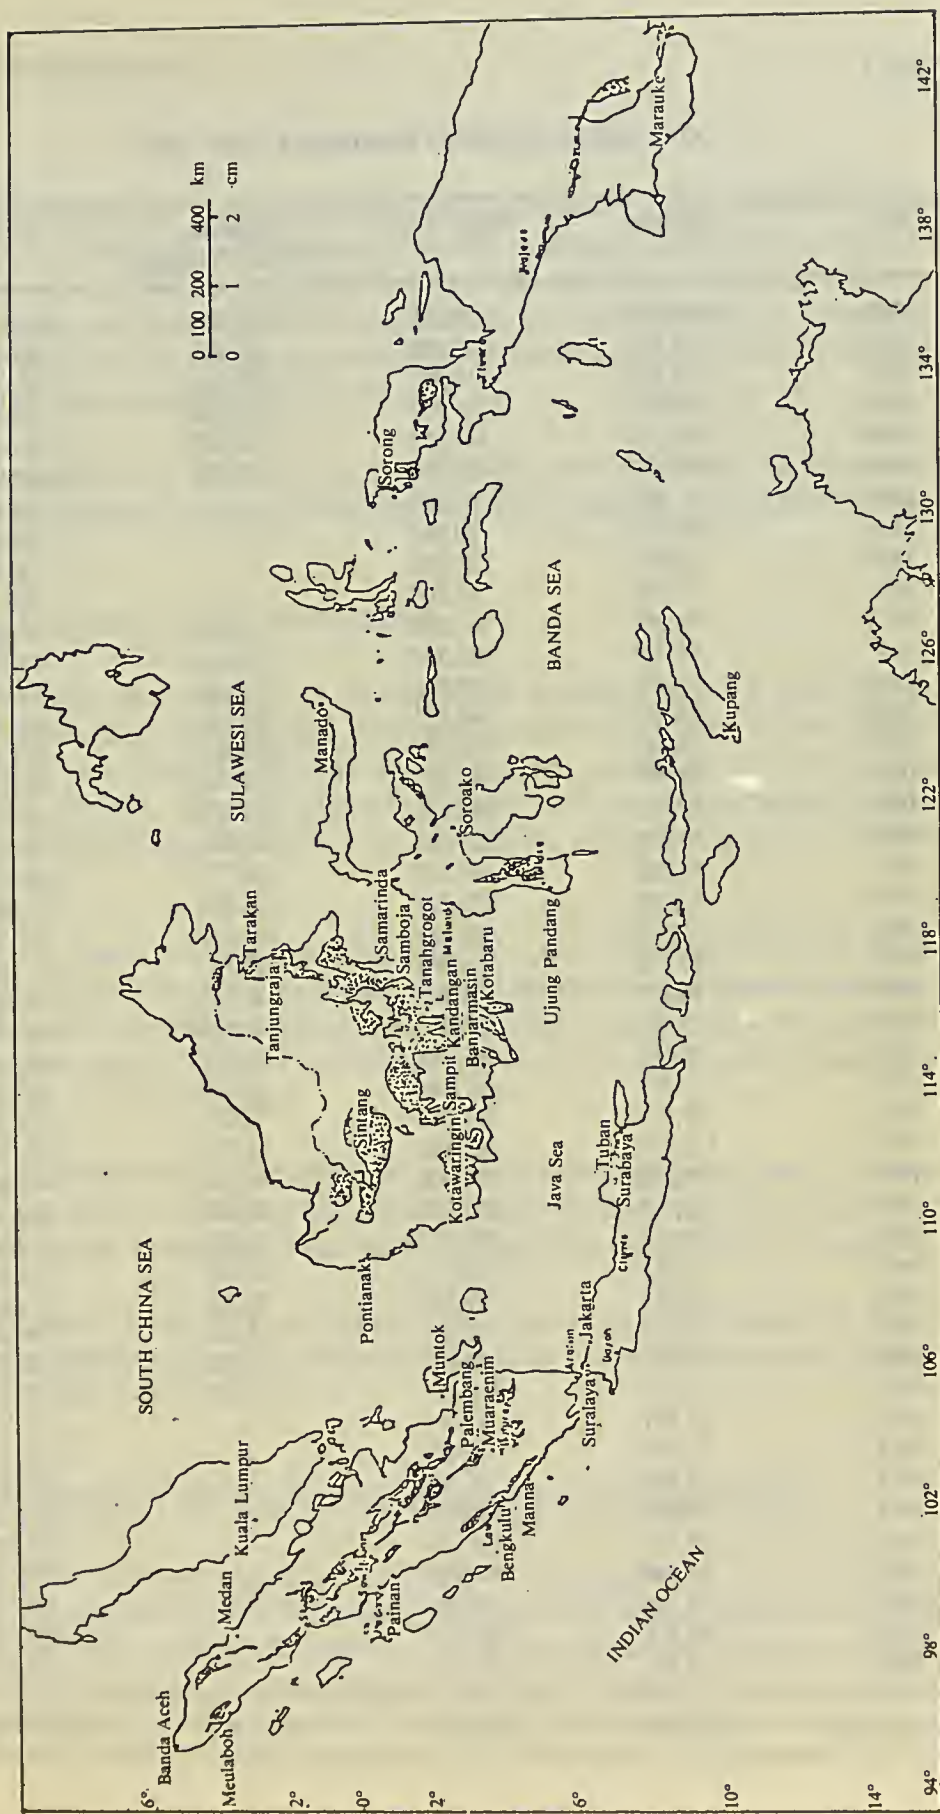 SOUTH CHINA SEA
SULAWESI SEA
0 100 200 400 km
0 1 2 cm
Banda Aceh
Meulaboh
Medan
Kuala Lumpur
Painan
Bengkulu
Manna
Muntok
Palembang
Muaraenim
Pontianak
Sintang
Tanjungraja
Tarakan
Samarinda
Samboja
Tanahgrogot
Kandangan
Banjarmasin
Kotabaru
Sampit
Kotawaringin
Manado
Soroako
Ujung Pandang
Sorong
Marauke
BANDA SEA
Java Sea
Suralaya
Jakarta
Tuban
Surabaya
Kupang
INDIAN OCEAN
6°
2°
0°
2°
6°
10°
14°
94°
98°
102°
106°
110°
114°
118°
122°
126°
130°
134°
138°
142°